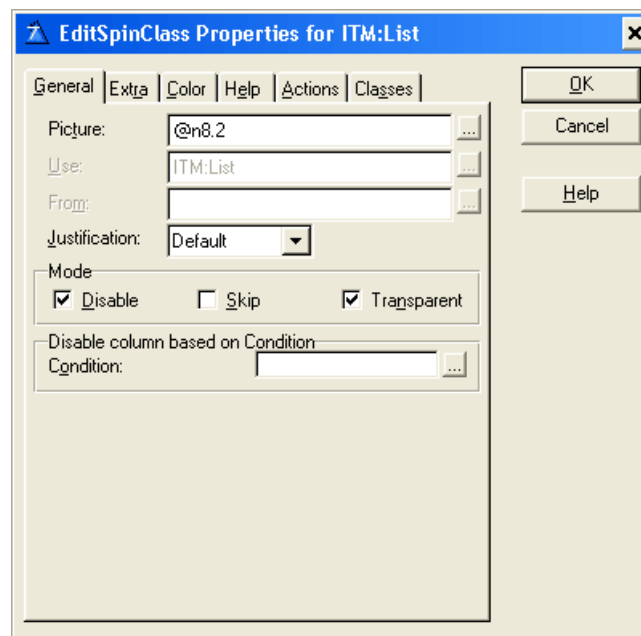 EditSpinClass Properties for ITM:List
General Extra Color Help Actions Classes
OK
Picture: @n8.2 ...
Cancel
Use: ITM:List ...
From: ...
Help
Justification: Default
Mode
Disable Skip Transparent
Disable column based on Condition
Condition: ...